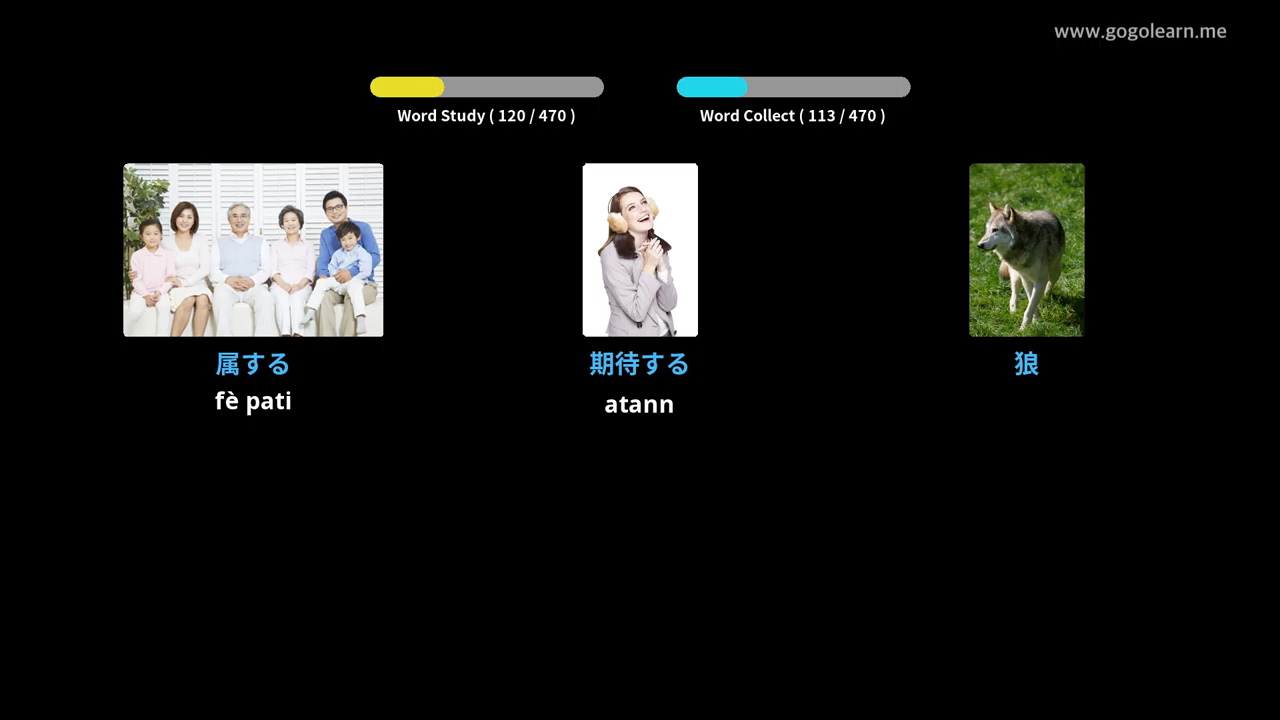 www.gogolearn.me
Word Study ( 120 / 470 )
Word Collect ( 113 / 470 )
属する
期待する
狼
fè pati
atann